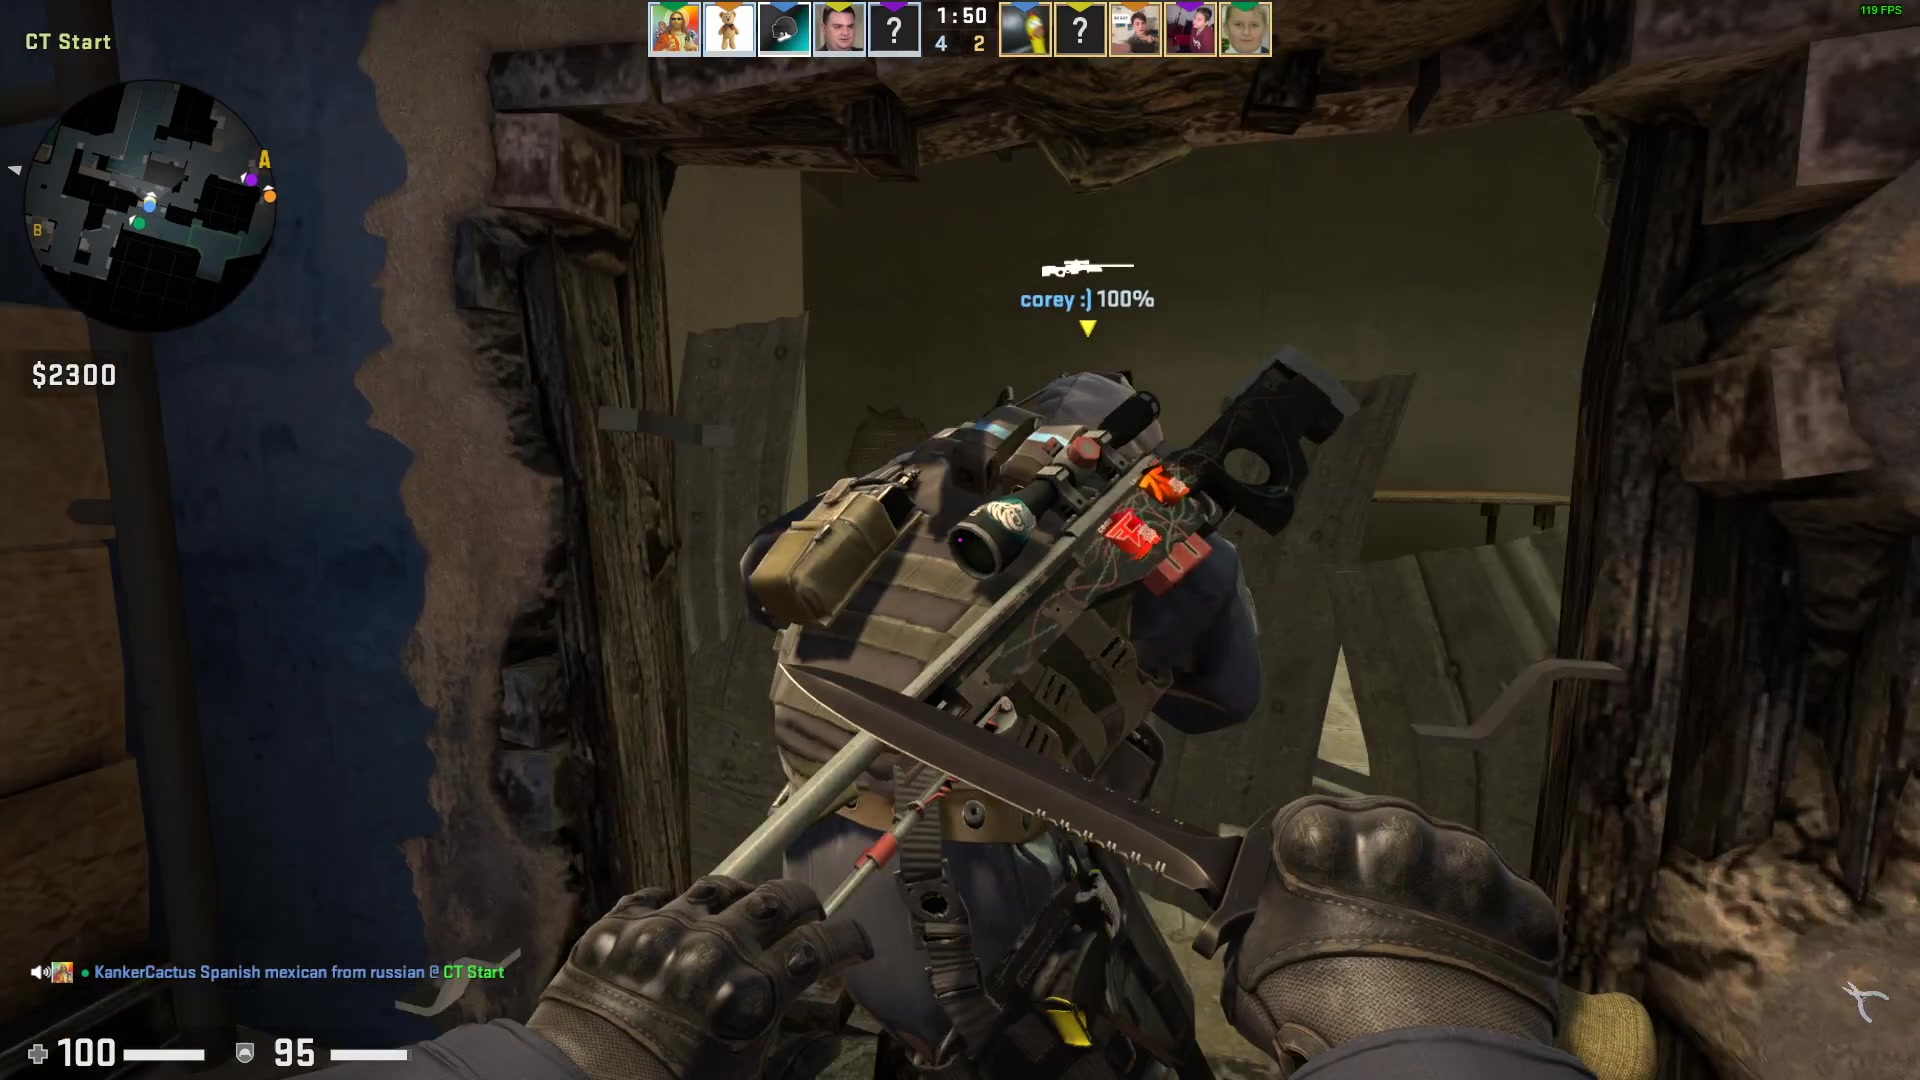 119 FPS
CT Start
? 1:50 ?
4 2
A
B
corey :) 100%
$2300
KankerCactus Spanish mexican from russian @ CT Start
100 95